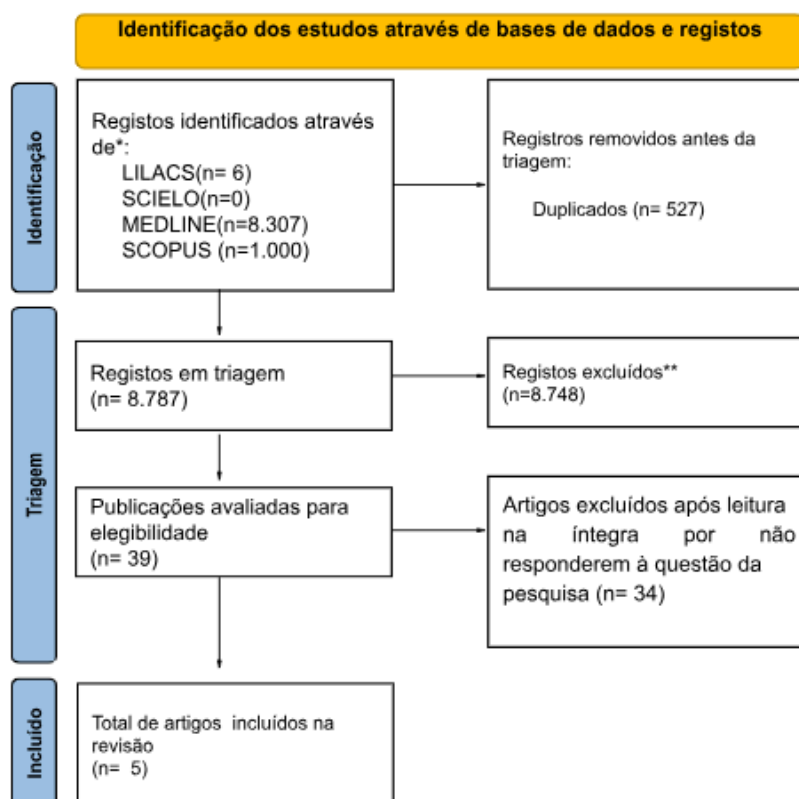 Identificação dos estudos através de bases de dados e registos
Identificação
Registos identificados através
de*:
LILACS(n= 6)
SCIELO(n=0)
MEDLINE(n=8.307)
SCOPUS (n=1.000)
Registros removidos antes da
triagem:
Duplicados (n= 527)
Triagem
Registos em triagem
(n= 8.787)
Registos excluídos**
(n=8.748)
Publicações avaliadas para
elegibilidade
(n= 39)
Artigos excluídos após leitura
na íntegra por não
responderem à questão da
pesquisa (n= 34)
Incluído
Total de artigos incluídos na
revisão
(n= 5)